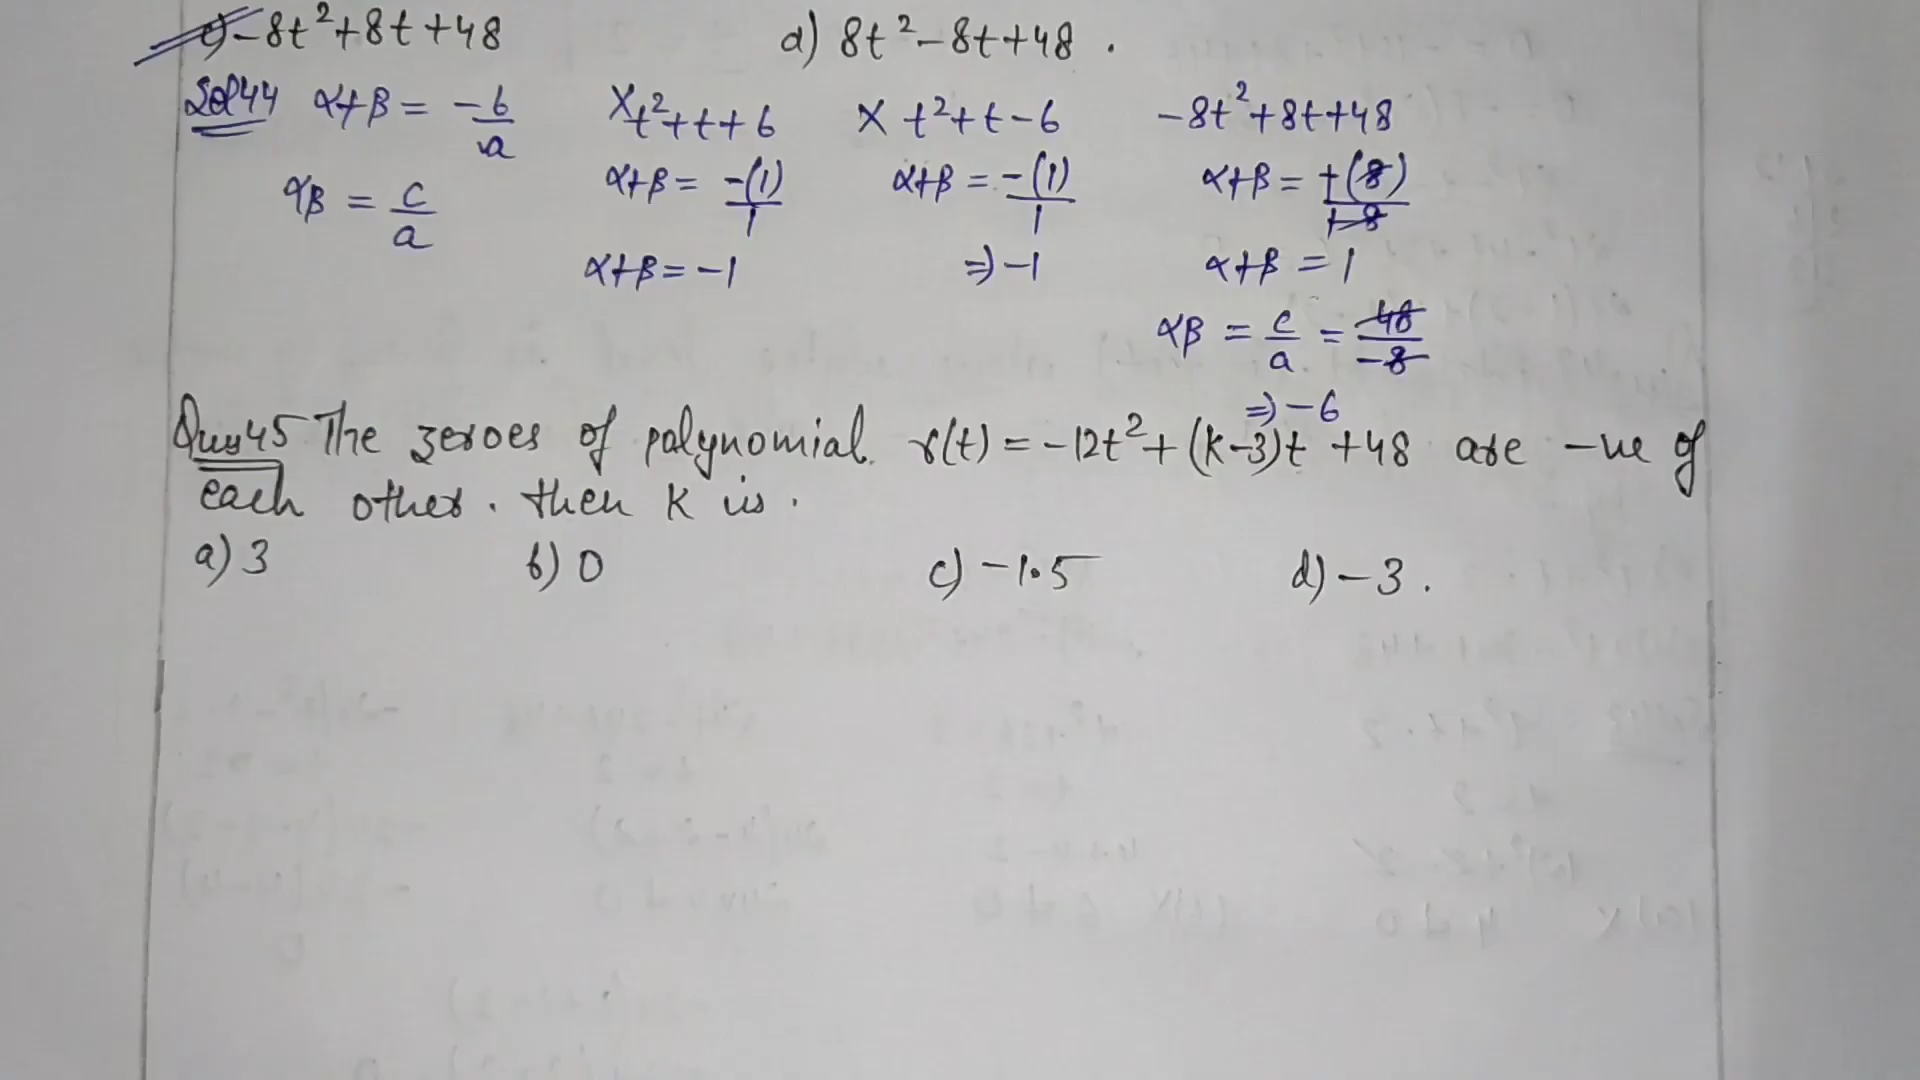 c) -8t²+8t+48 d) 8t²-8t+48 .
Sol44 α+β = -b/a × t²+t+6 × t²+t-6 -8t²+8t+48
αβ = c/a α+β = -(1)/1 α+β = -(1)/1 α+β = +(8)/+8
α+β = -1 ⇒ -1 α+β = 1
αβ = c/a = 48/-8
⇒ -6
Ques45 The zeroes of polynomial r(t) = -12t²+(k-3)t+48 are -ve of
each other. then K is .
a) 3 b) 0 c) -1.5 d) -3 .